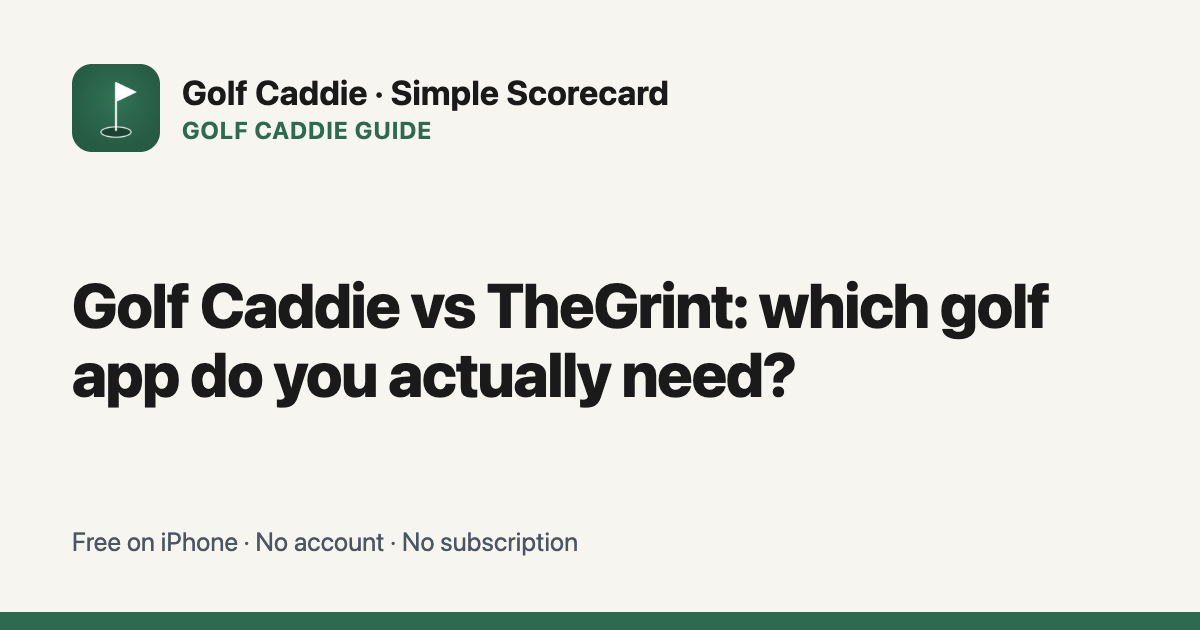 Golf Caddie · Simple Scorecard
GOLF CADDIE GUIDE
Golf Caddie vs TheGrint: which golf
app do you actually need?
Free on iPhone · No account · No subscription